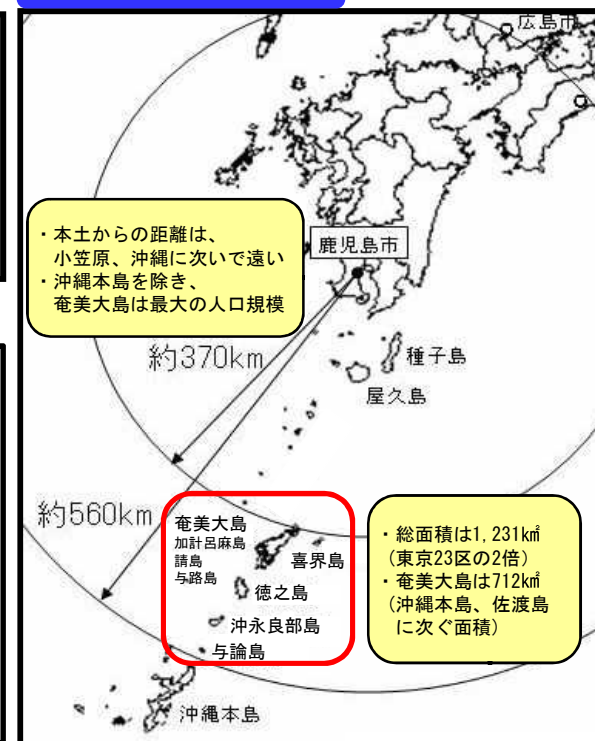 広島市
・本土からの距離は、
小笠原、沖縄に次いで遠い
・沖縄本島を除き、
奄美大島は最大の人口規模
鹿児島市
約370km
種子島
屋久島
約560km
奄美大島
加計呂麻島
請島
与路島
喜界島
徳之島
沖永良部島
与論島
沖縄本島
・総面積は1,231㎢
(東京23区の2倍)
・奄美大島は712㎢
(沖縄本島、佐渡島
に次ぐ面積)